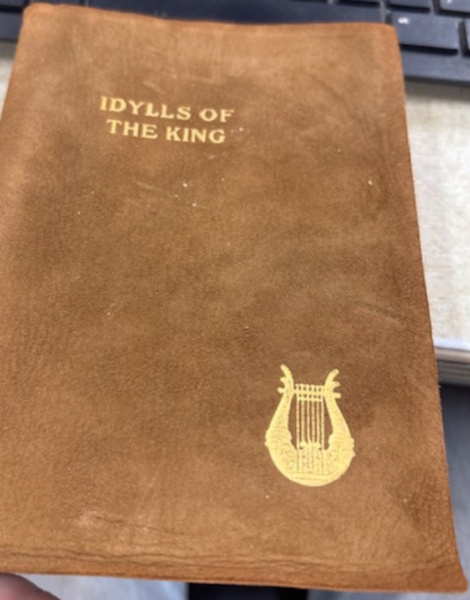 IDYLLS OF
THE KING